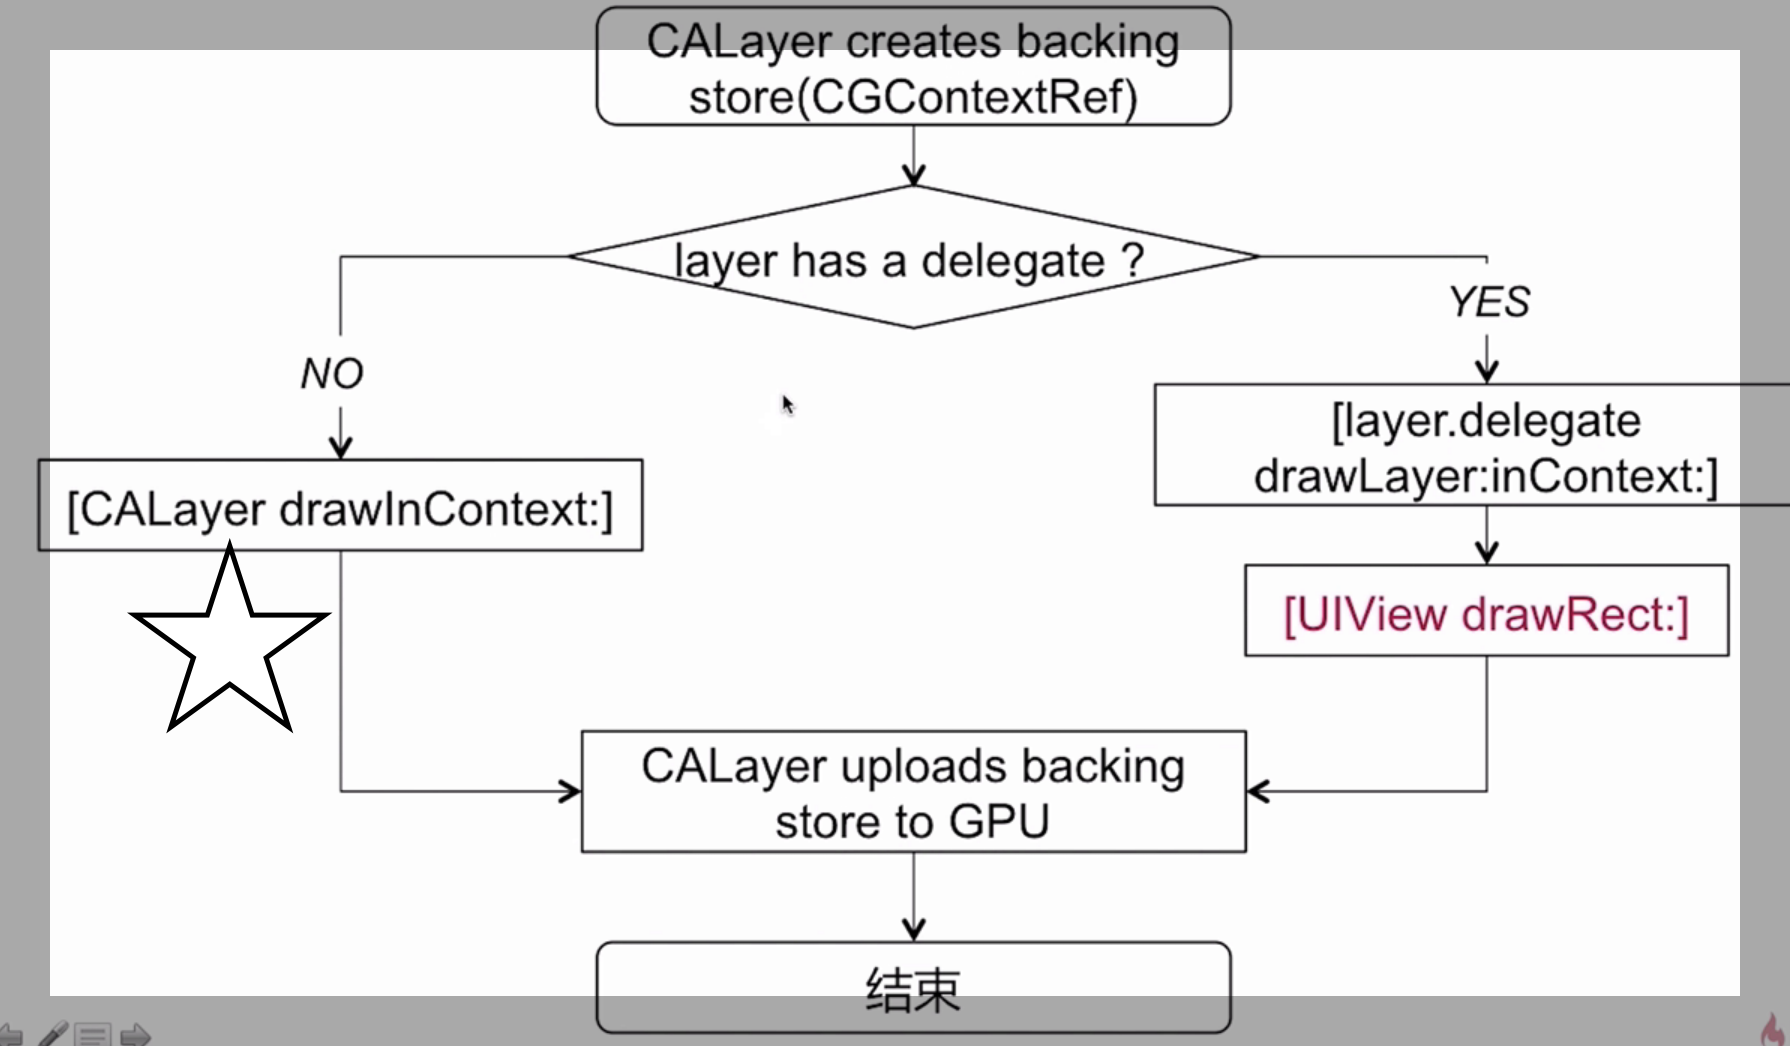 CALayer creates backing
store(CGContextRef)
layer has a delegate ?
YES
NO
[layer.delegate
drawLayer:inContext:]
[CALayer drawInContext:]
[UIView drawRect:]
CALayer uploads backing
store to GPU
结束